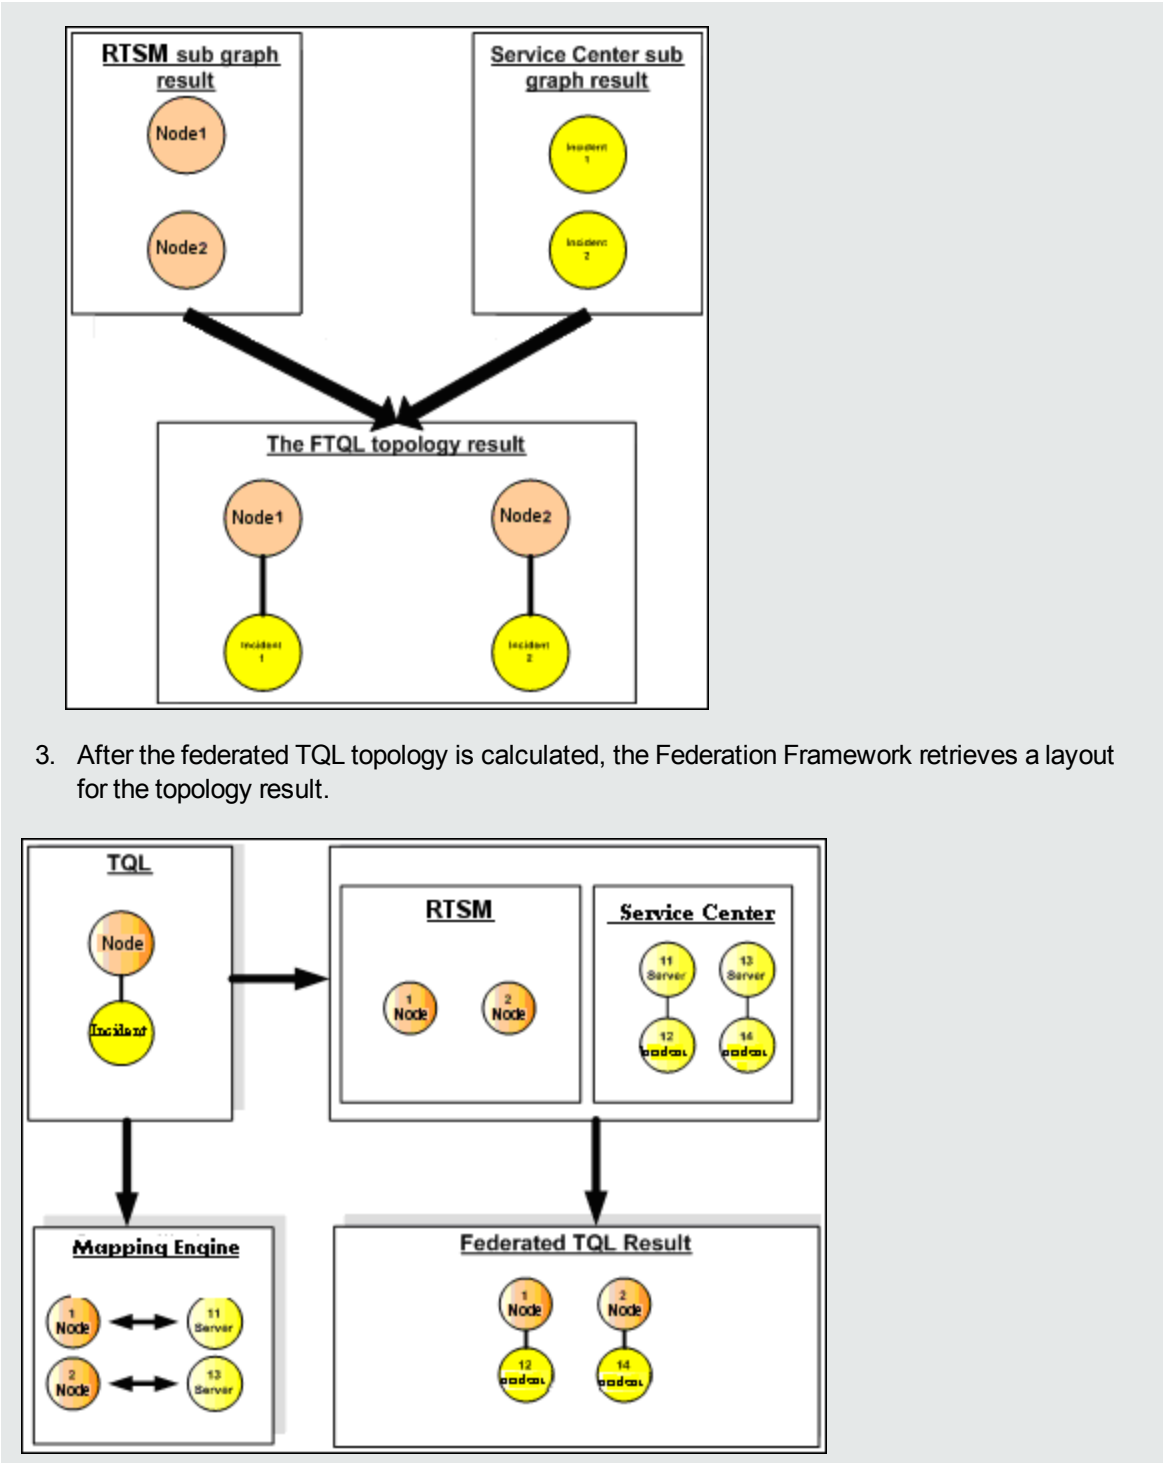 RTSM sub graph
result
Node1
Node2
Service Center sub
graph result
Incident
1
Incident
2
The FTQL topology result
Node1
Node2
Incident
1
Incident
2
3. After the federated TQL topology is calculated, the Federation Framework retrieves a layout
for the topology result.
TQL
Node
Incident
RTSM
1
Node
2
Node
Service Center
11
Server
13
Server
12
14
Mapping Engine
1
Node
11
Server
2
Node
13
Server
Federated TQL Result
1
Node
2
Node
12
14